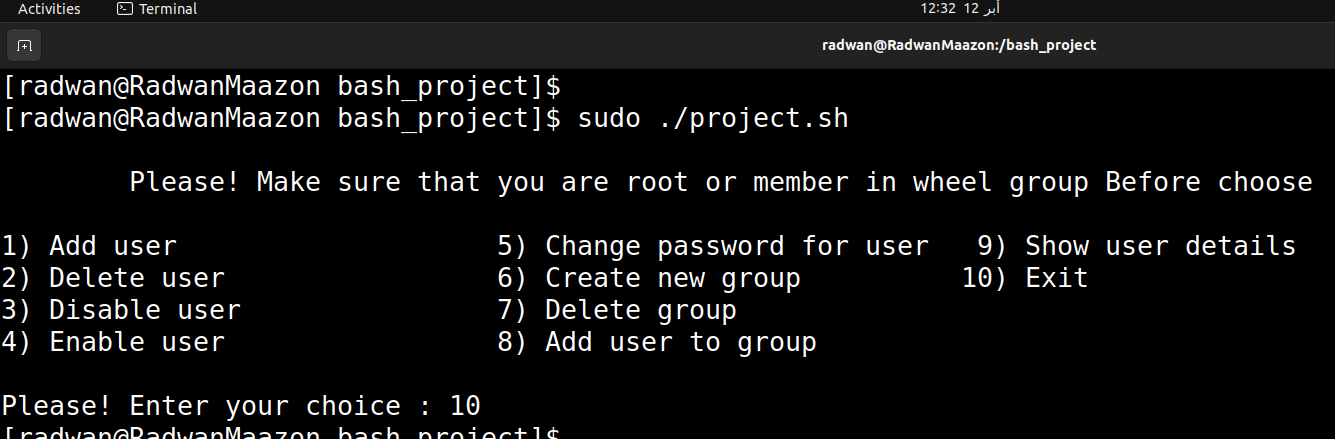 Activities Terminal 12:32 12 أبر
radwan@RadwanMaazon:/bash_project
[radwan@RadwanMaazon bash_project]$
[radwan@RadwanMaazon bash_project]$ sudo ./project.sh
Please! Make sure that you are root or member in wheel group Before choose
1) Add user 5) Change password for user 9) Show user details
2) Delete user 6) Create new group 10) Exit
3) Disable user 7) Delete group
4) Enable user 8) Add user to group
Please! Enter your choice : 10
[radwan@RadwanMaazon bash_project]$